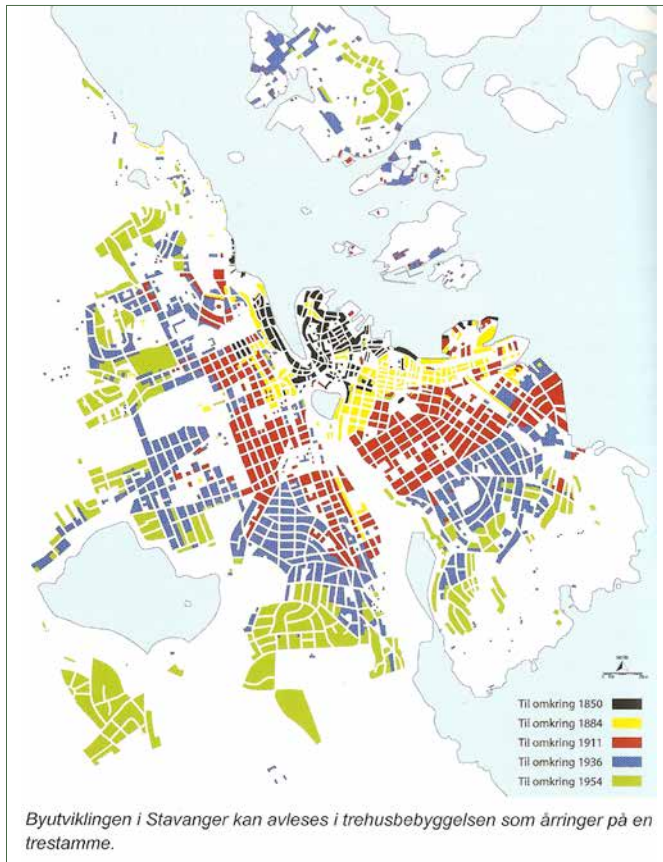 Til omkring 1850
Til omkring 1884
Til omkring 1911
Til omkring 1936
Til omkring 1954
Byutviklingen i Stavanger kan avleses i trehusbebyggelsen som årringer på en
trestamme.